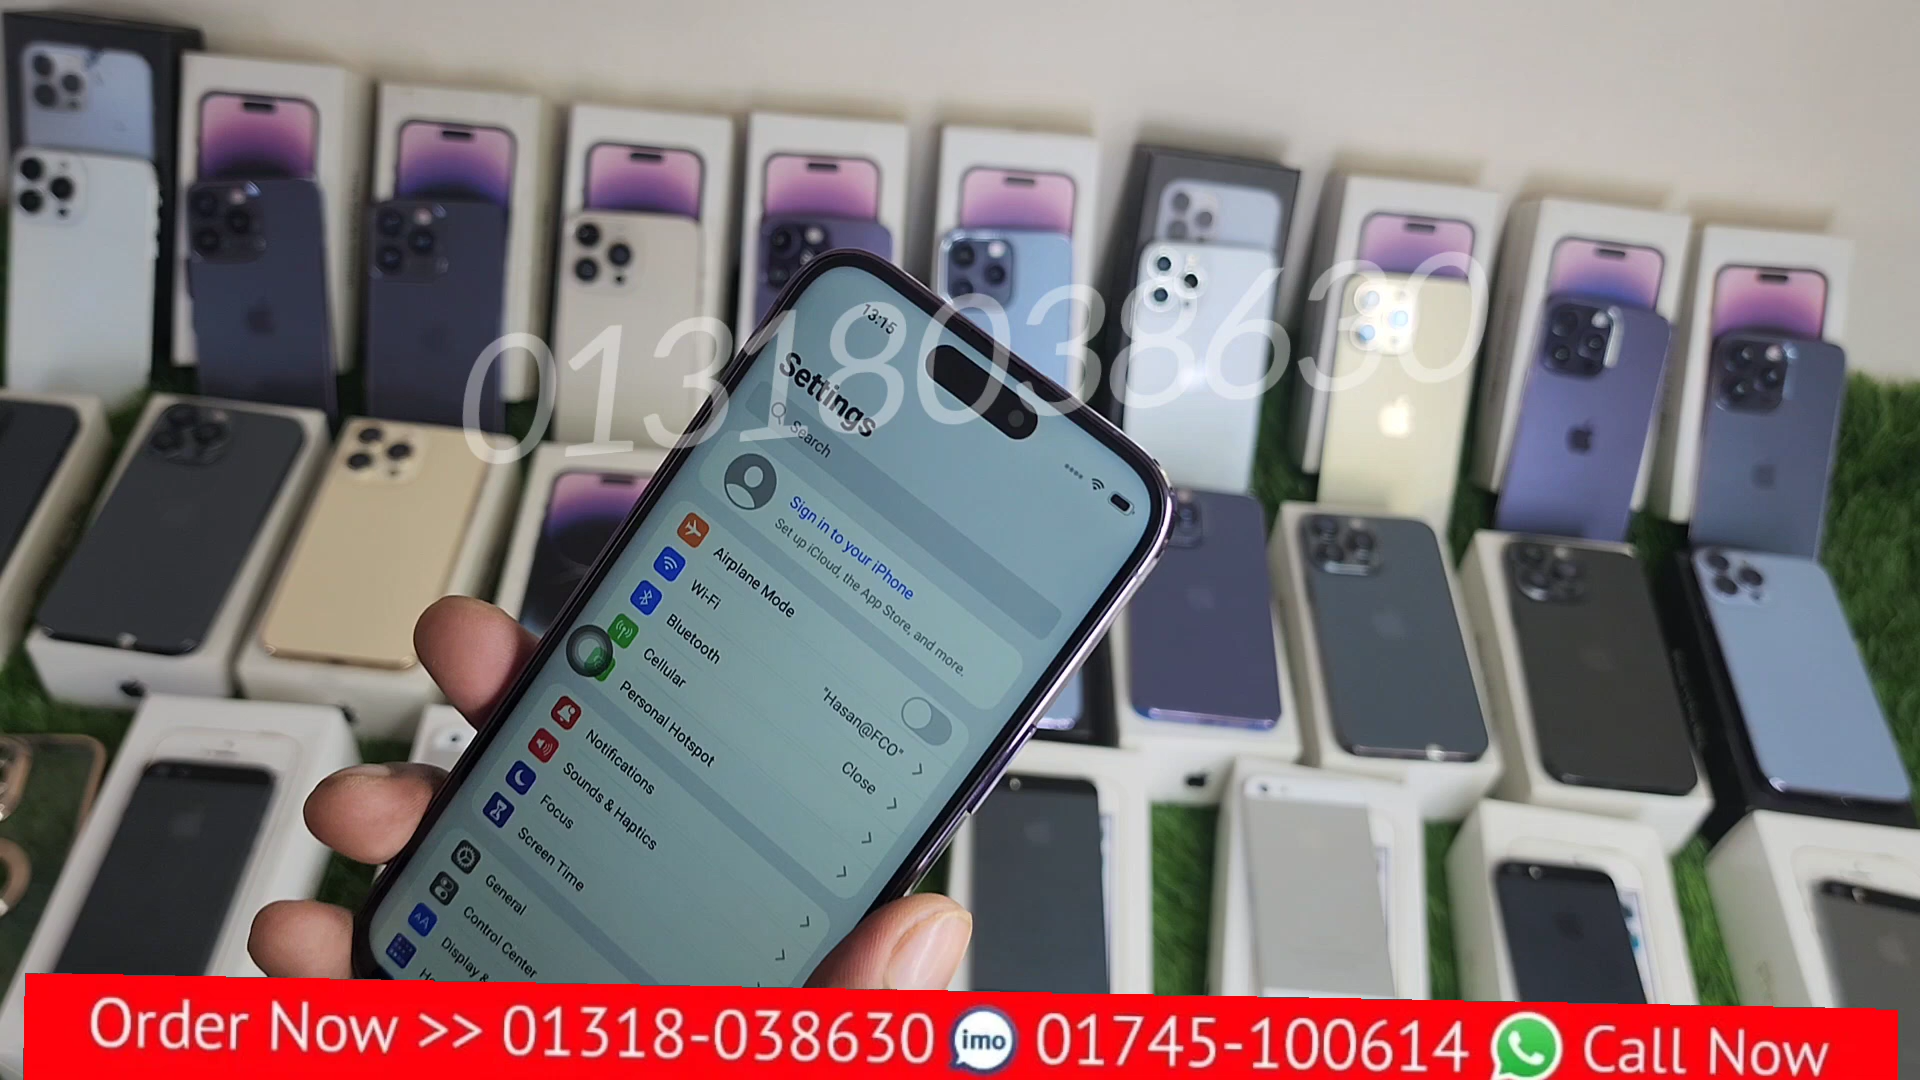 01318038630
13:15
Settings
Search
Sign in to your iPhone
Set up iCloud, the App Store, and more.
Airplane Mode
Wi-Fi
"Hasan@FCO"
Bluetooth
Close
Cellular
Personal Hotspot
Notifications
Sounds & Haptics
Focus
Screen Time
General
Control Center
Display &
Order Now >> 01318-038630 imo 01745-100614 Call Now